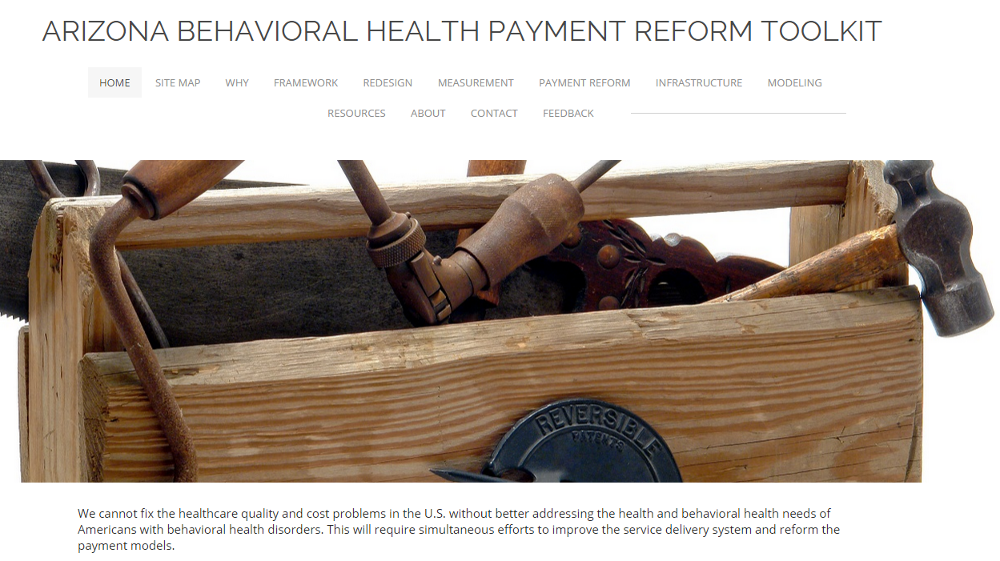 ARIZONA BEHAVIORAL HEALTH PAYMENT REFORM TOOLKIT
HOME SITE MAP WHY FRAMEWORK REDESIGN MEASUREMENT PAYMENT REFORM INFRASTRUCTURE MODELING
RESOURCES ABOUT CONTACT FEEDBACK
REVERSIBLE
PATENTS
We cannot fix the healthcare quality and cost problems in the U.S. without better addressing the health and behavioral health needs of
Americans with behavioral health disorders. This will require simultaneous efforts to improve the service delivery system and reform the
payment models.